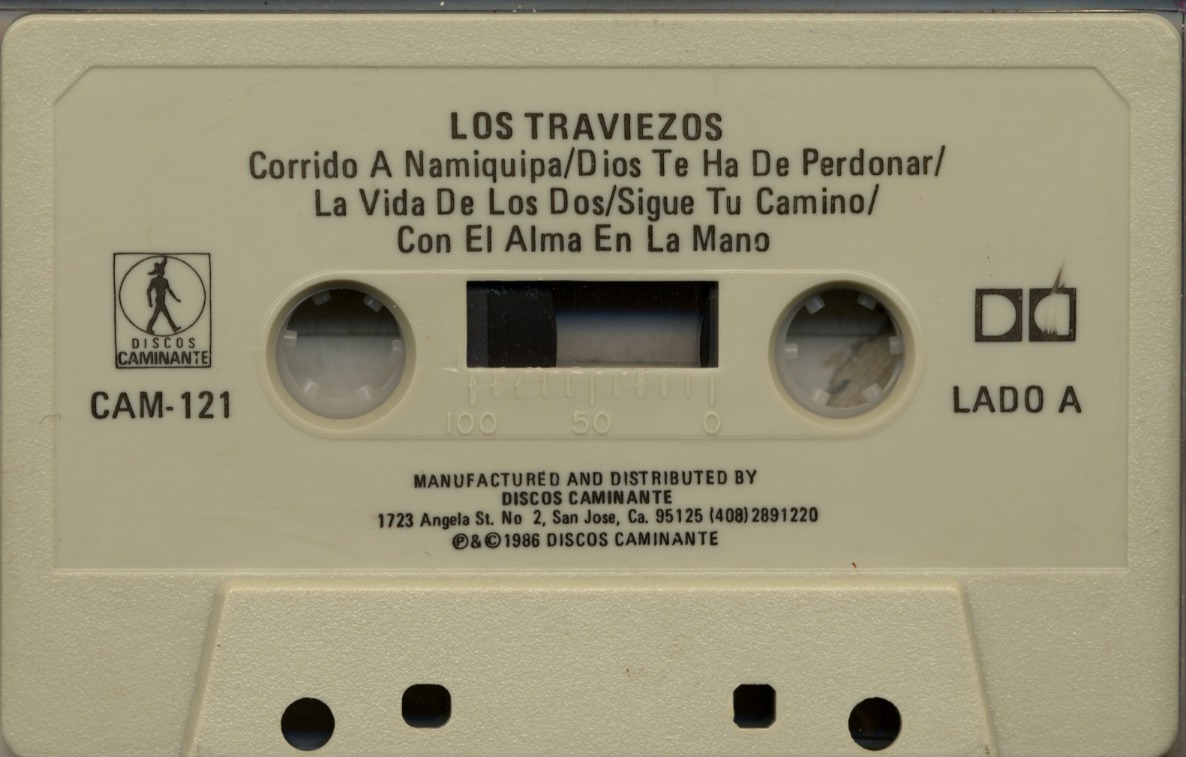 LOS TRAVIEZOS
Corrido A Namiquipa/Dios Te Ha De Perdonar/
La Vida De Los Dos/Sigue Tu Camino/
Con El Alma En La Mano
DISCOS
CAMINANTE
CAM-121
LADO A
100 50 0
MANUFACTURED AND DISTRIBUTED BY
DISCOS CAMINANTE
1723 Angela St. No 2, San Jose, Ca. 95125 (408)2891220
℗&©1986 DISCOS CAMINANTE